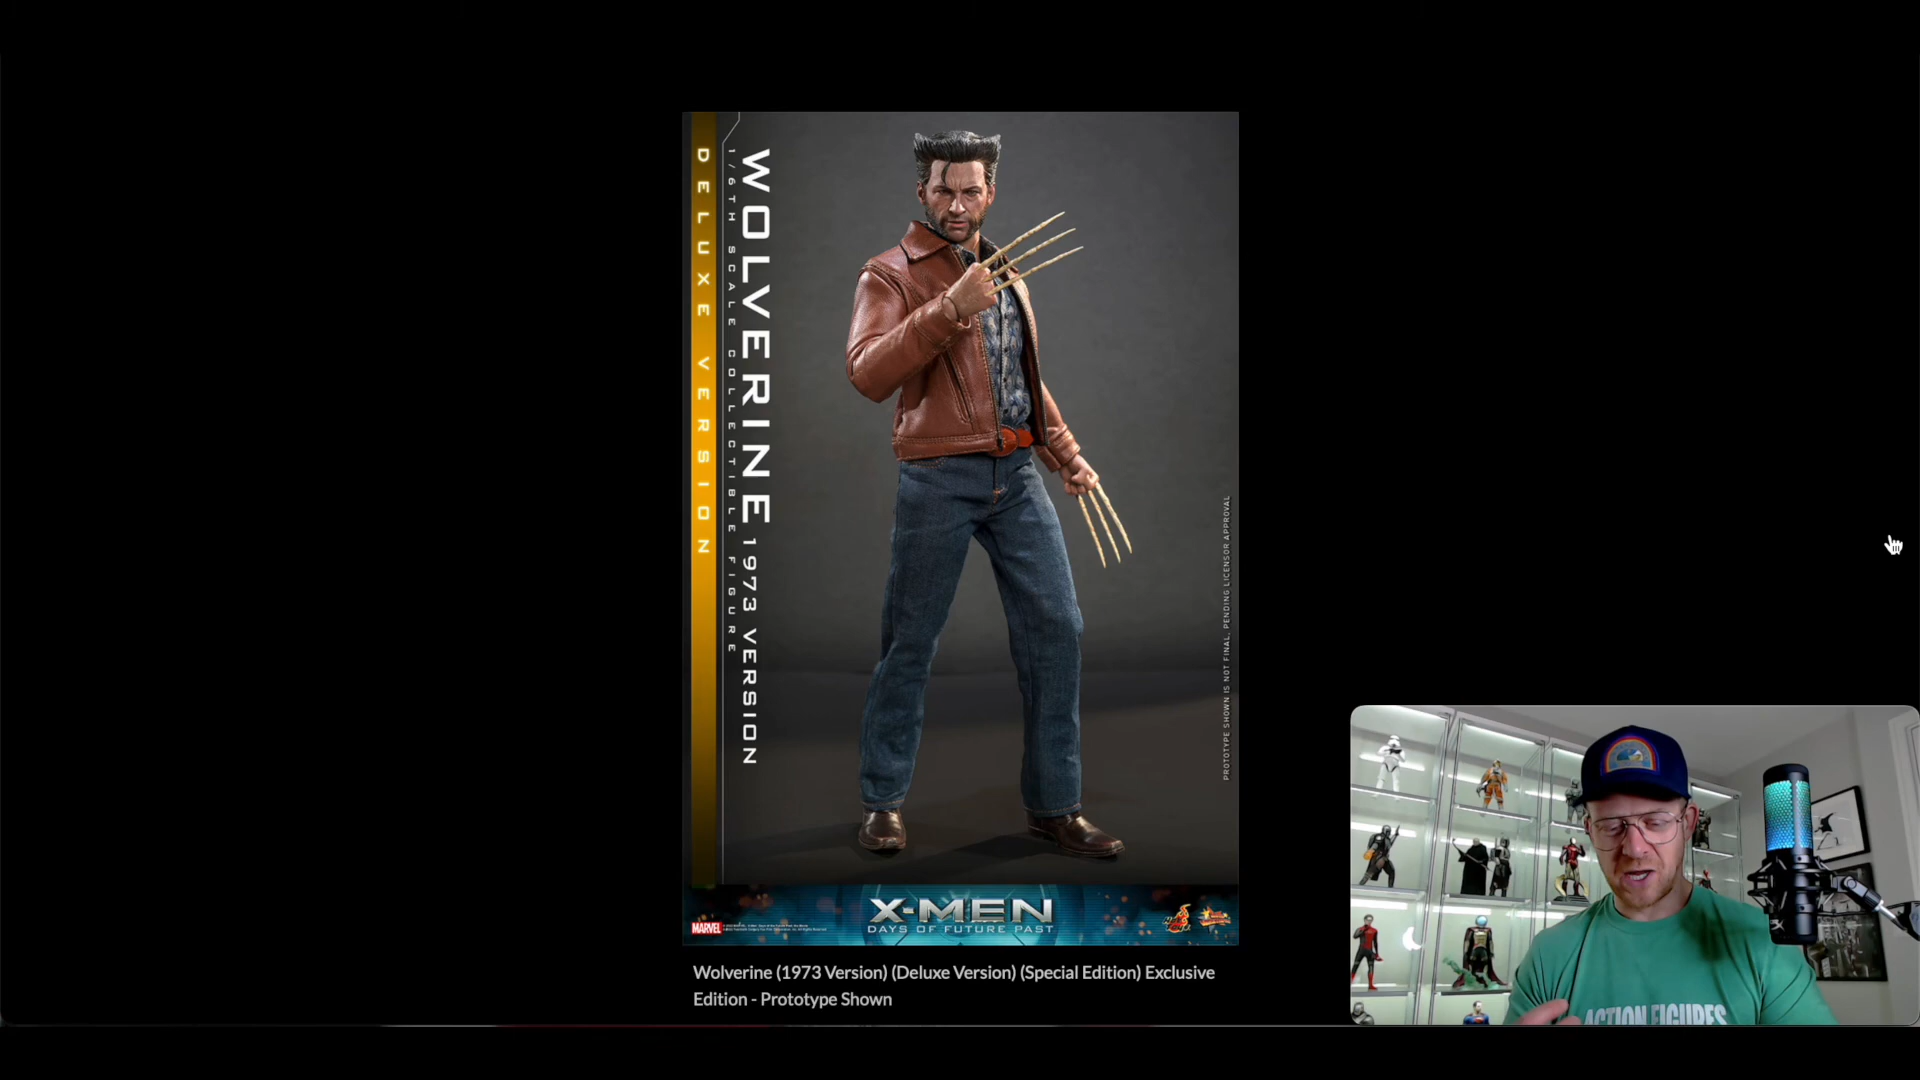 DELUXE VERSION
1/6TH SCALE COLLECTIBLE FIGURE
WOLVERINE 1973 VERSION
PROTOTYPE SHOWN IS NOT FINAL, PENDING LICENSOR APPROVAL
X-MEN
DAYS OF FUTURE PAST
MARVEL
Wolverine (1973 Version) (Deluxe Version) (Special Edition) Exclusive
Edition - Prototype Shown
ACTION FIGURES